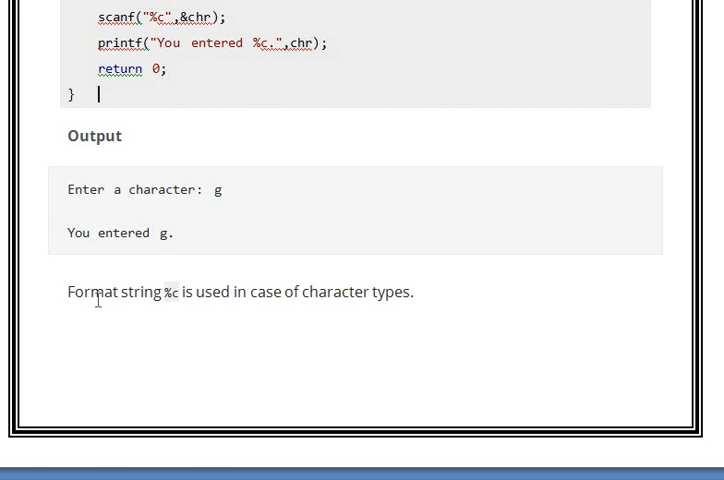 scanf("%c",&chr);
printf("You entered %c.",chr);
return 0;
}
Output
Enter a character: g
You entered g.
Format string %c is used in case of character types.